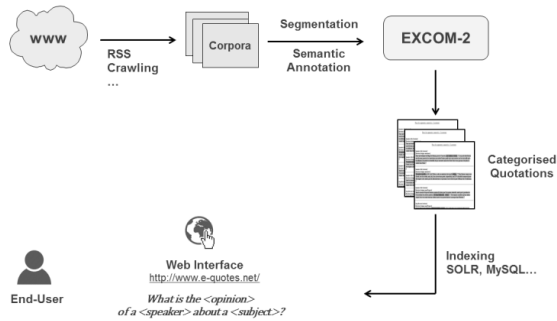 www
RSS
Crawling
…
Corpora
Segmentation
Semantic
Annotation
EXCOM-2
Categorised
Quotations
Indexing
SOLR, MySQL…
Web Interface
http://www.e-quotes.net/
What is the <opinion>
of a <speaker> about a <subject>?
End-User